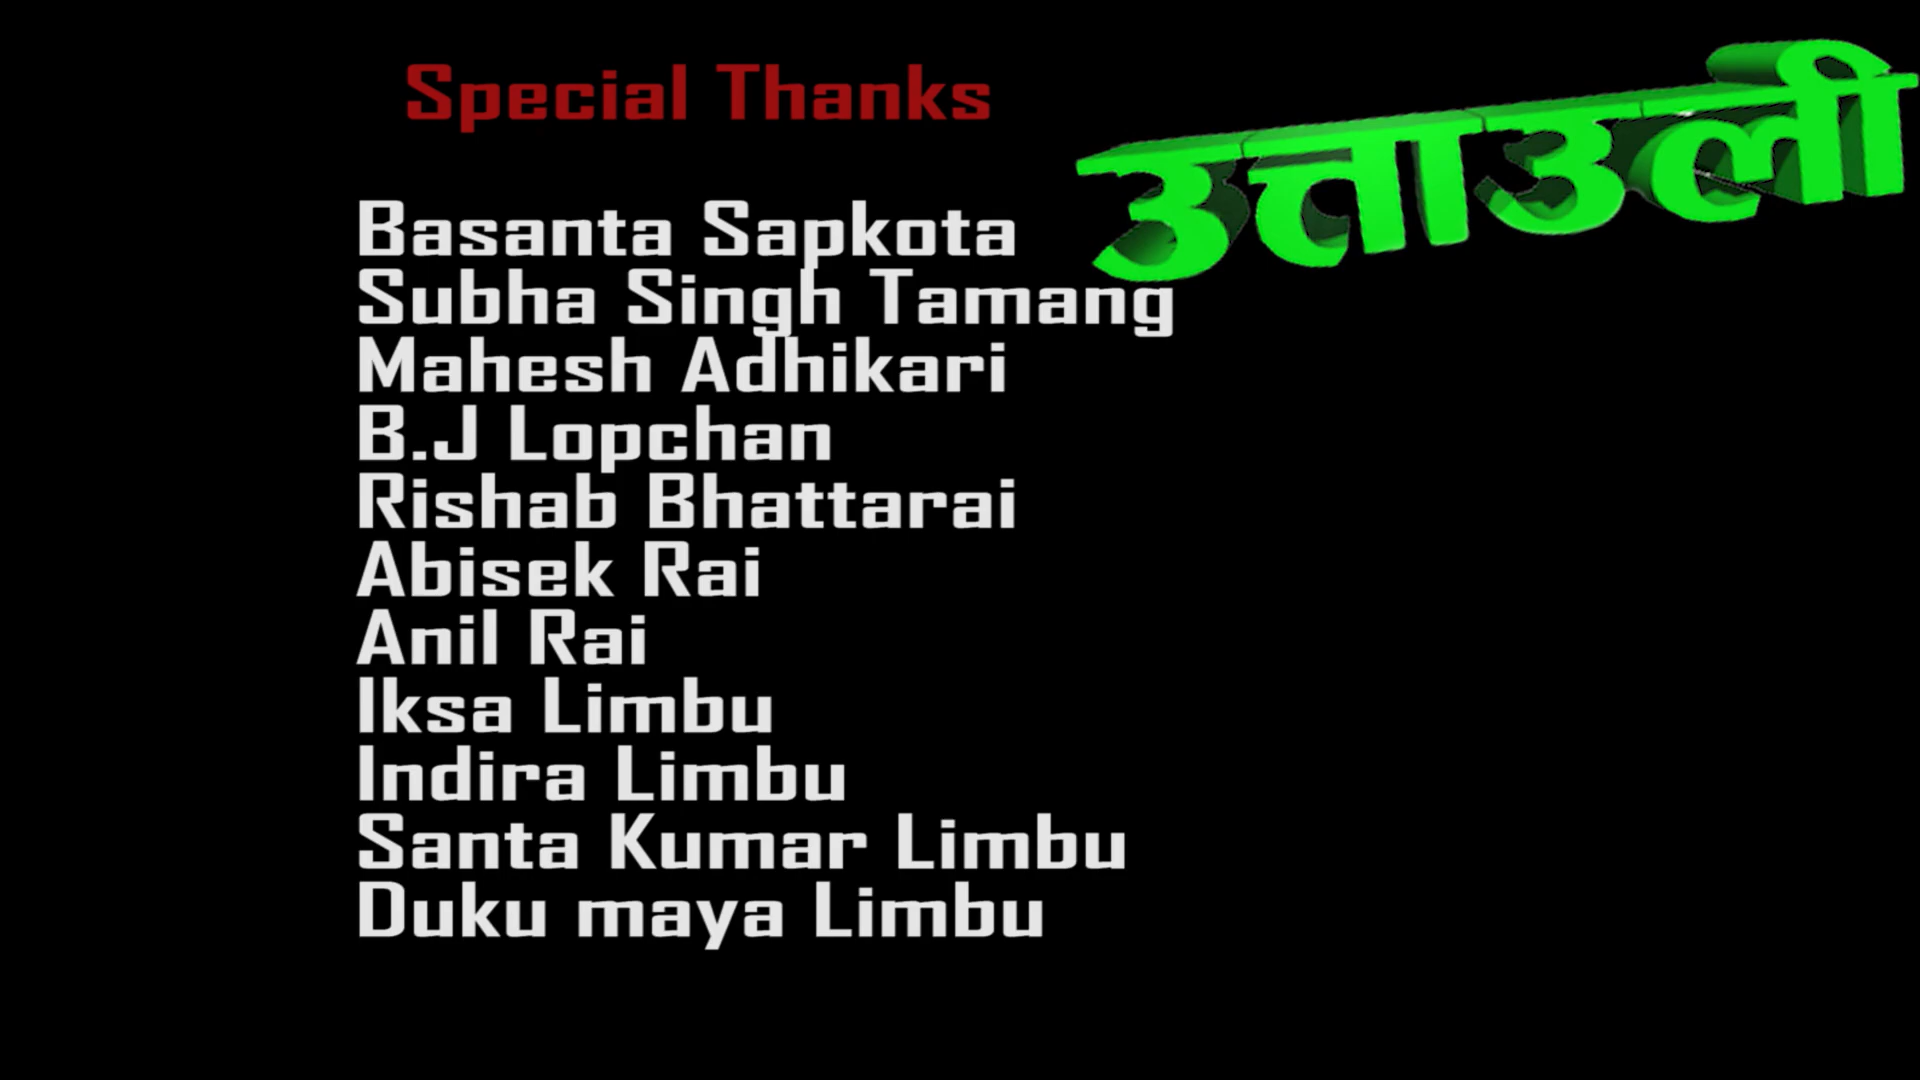 Special Thanks
उत्ताउली
Basanta Sapkota
Subha Singh Tamang
Mahesh Adhikari
B.J Lopchan
Rishab Bhattarai
Abisek Rai
Anil Rai
Iksa Limbu
Indira Limbu
Santa Kumar Limbu
Duku maya Limbu